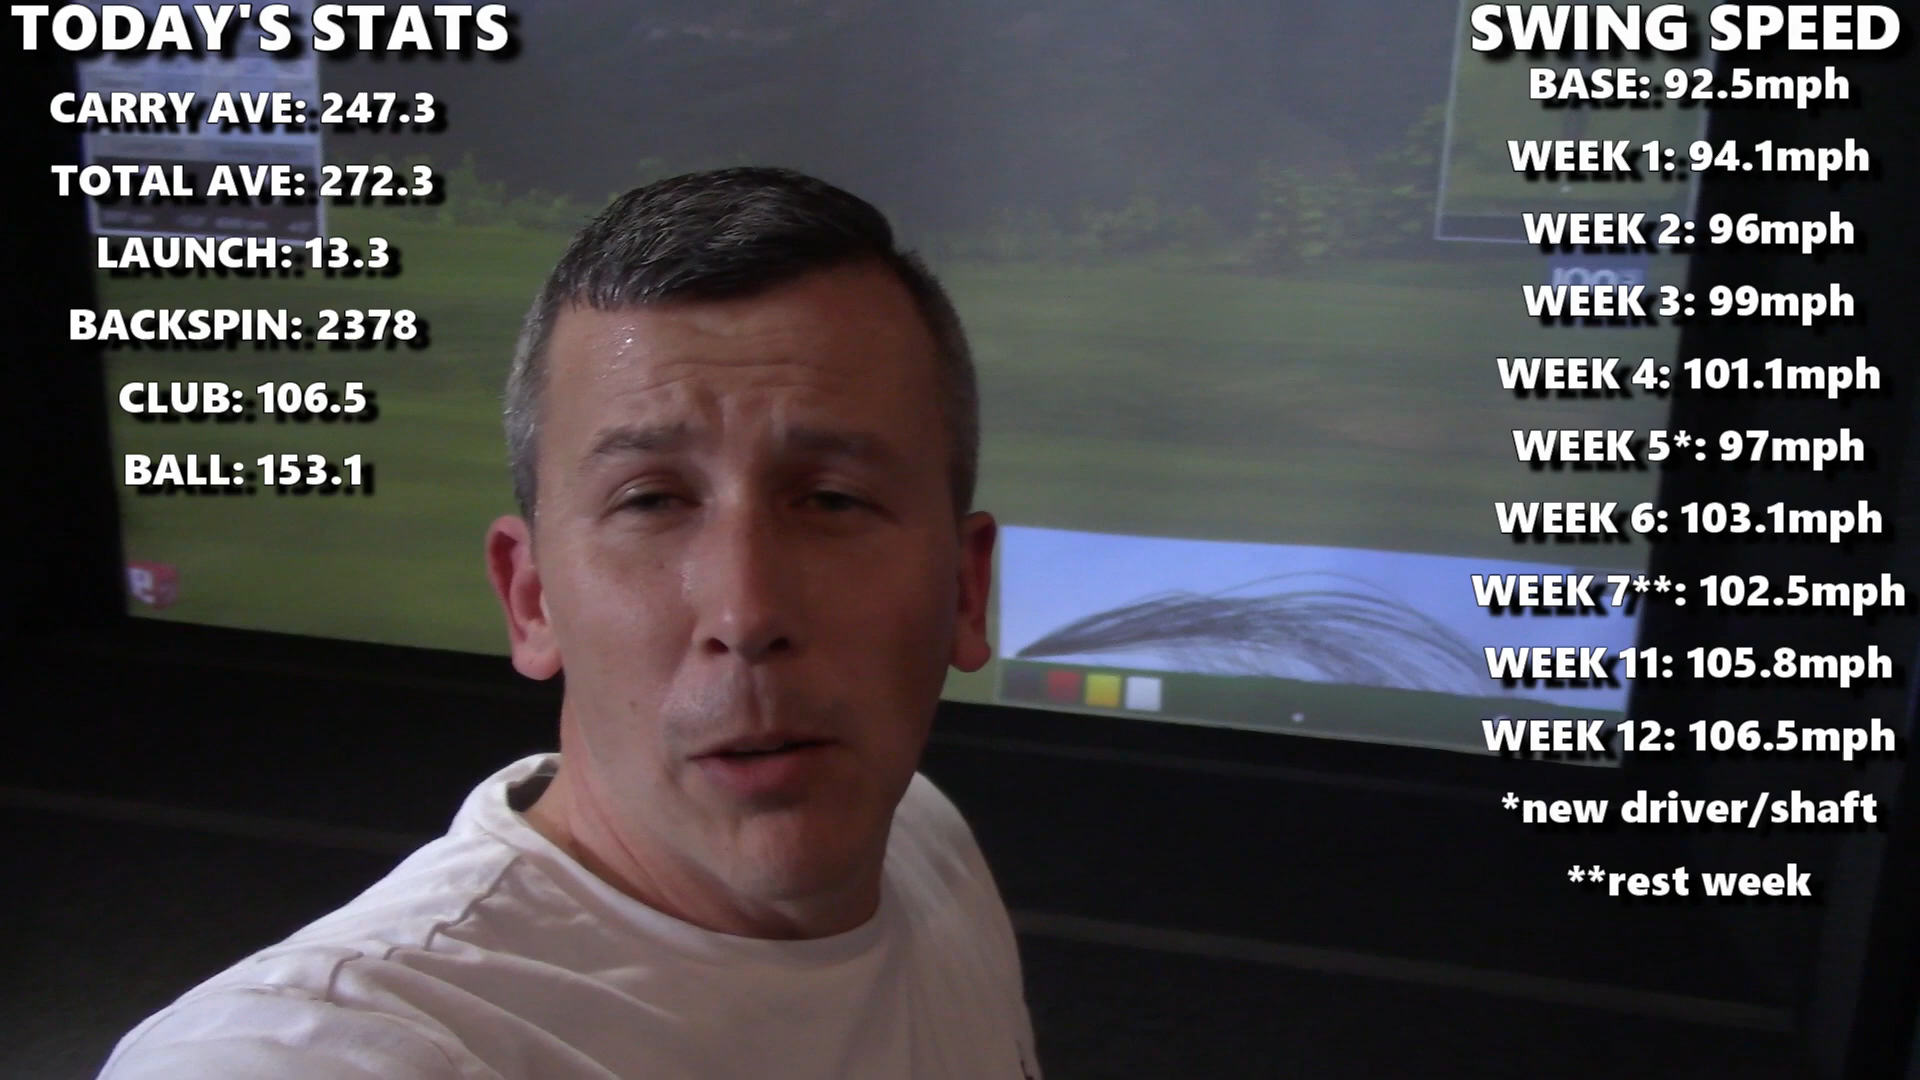 TODAY'S STATS
CARRY AVE: 247.3
TOTAL AVE: 272.3
LAUNCH: 13.3
BACKSPIN: 2378
CLUB: 106.5
BALL: 153.1
SWING SPEED
BASE: 92.5mph
WEEK 1: 94.1mph
WEEK 2: 96mph
WEEK 3: 99mph
WEEK 4: 101.1mph
WEEK 5*: 97mph
WEEK 6: 103.1mph
WEEK 7**: 102.5mph
WEEK 11: 105.8mph
WEEK 12: 106.5mph
*new driver/shaft
**rest week